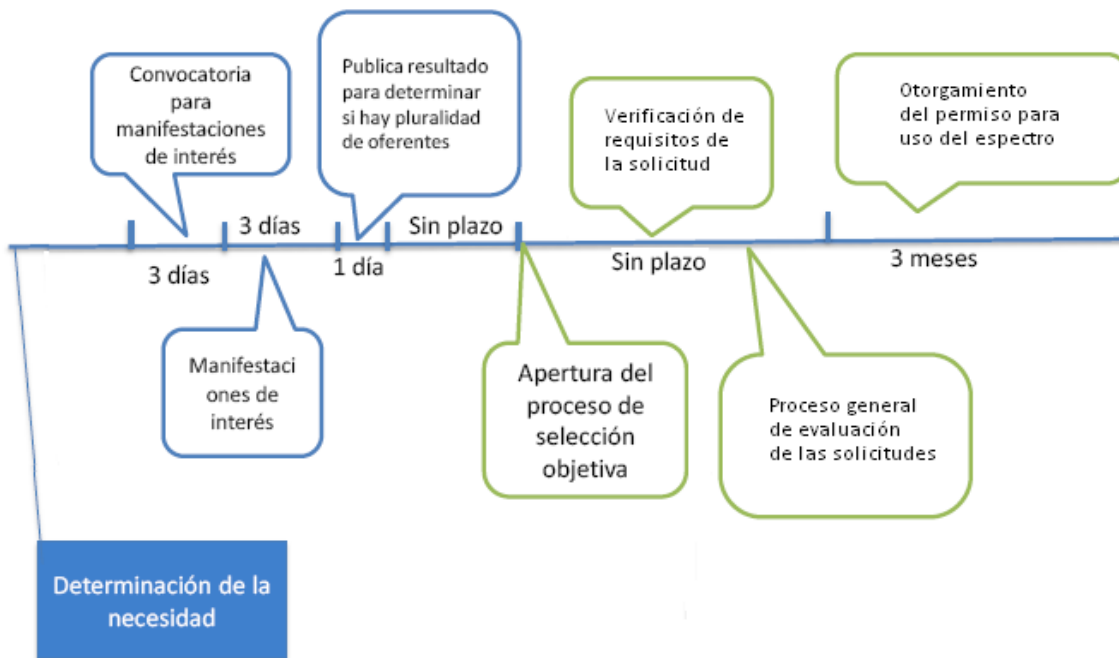 Convocatoria
para
manifestaciones
de interés
Publica resultado
para determinar
si hay pluralidad
de oferentes
Verificación de
requisitos de
la solicitud
Otorgamiento
del permiso para
uso del espectro
3 días
Sin plazo
3 días
1 día
Sin plazo
3 meses
Manifestaci
ones de
interés
Apertura del
proceso de
selección
objetiva
Proceso general
de evaluación
de las solicitudes
Determinación de la
necesidad